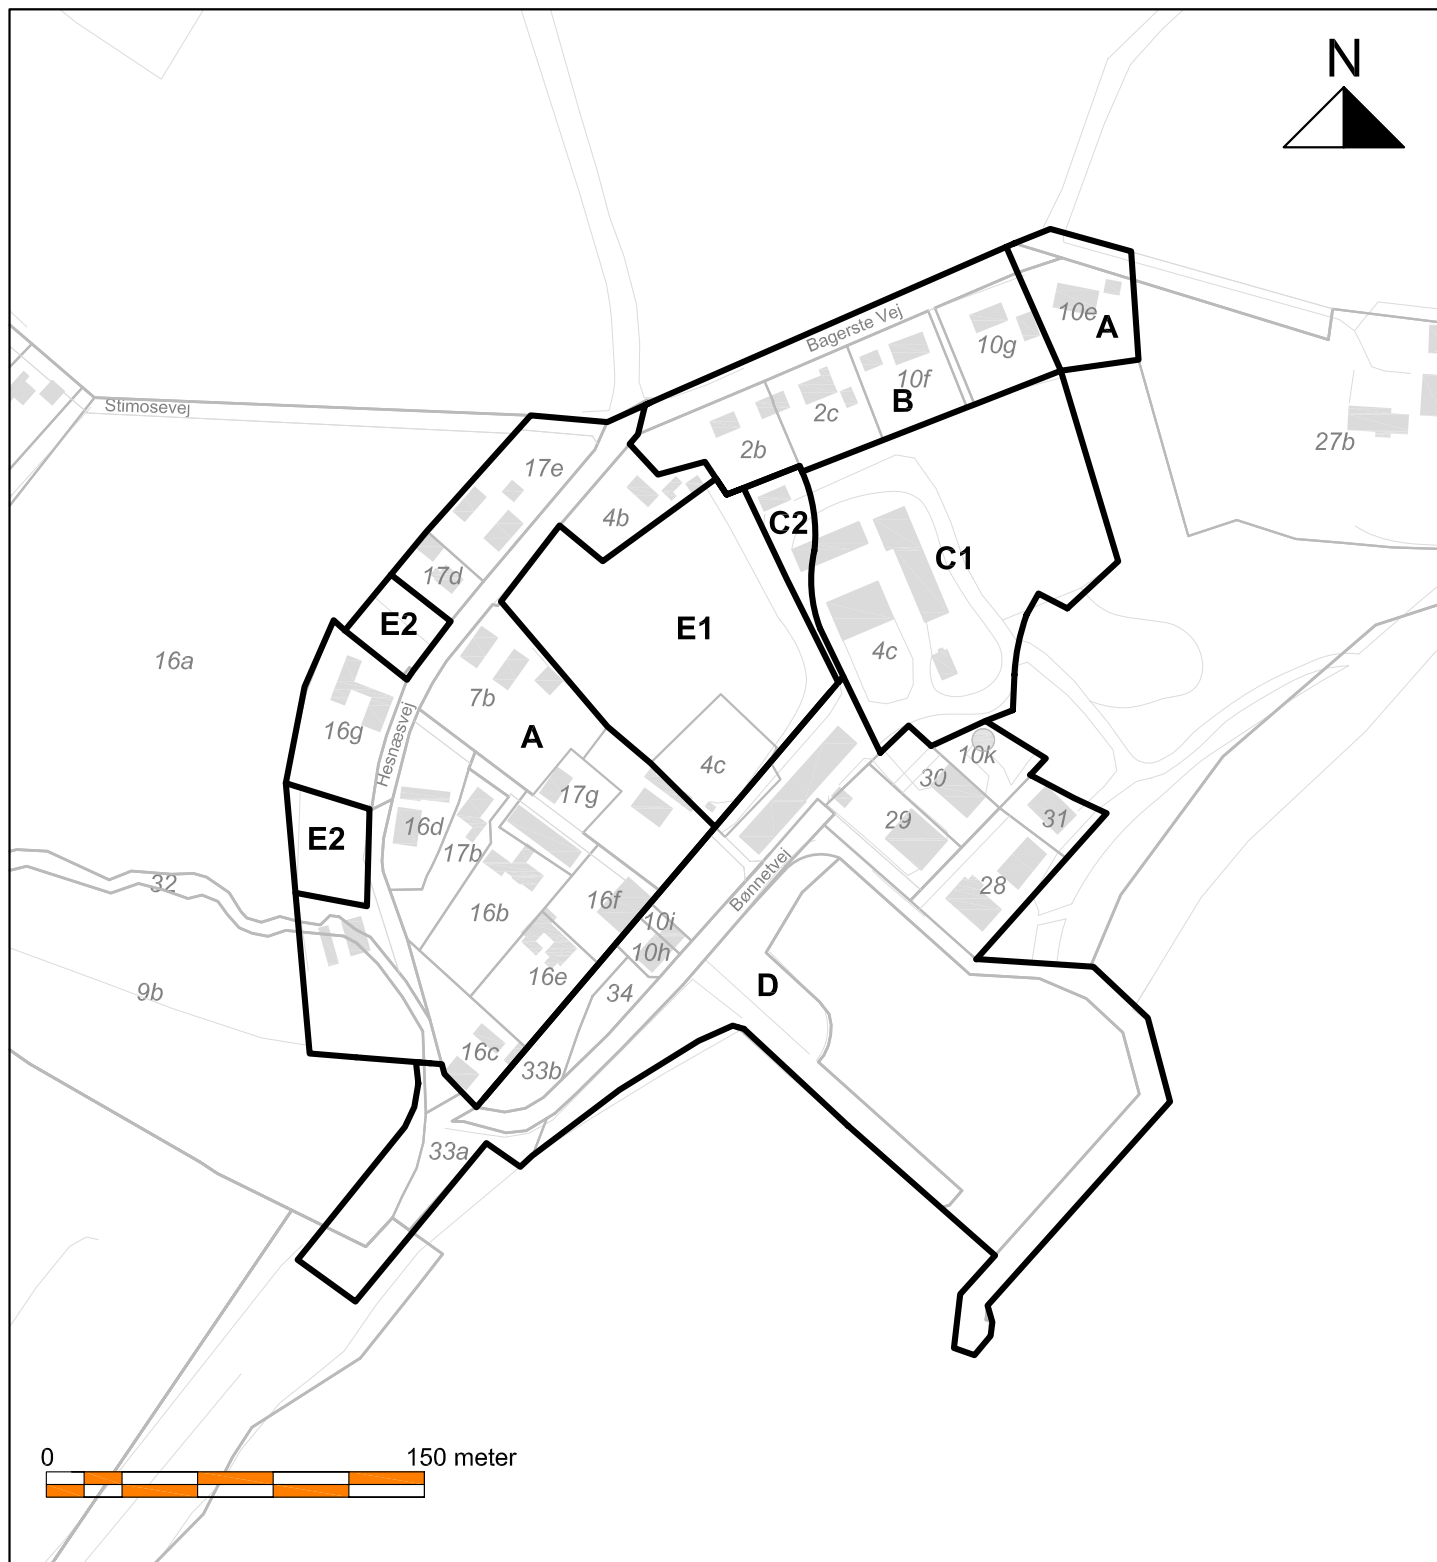 N
Bagerste Vej
10e
A
10g
10f
B
2c
2b
Stimosevej
17e
27b
4b
C2
C1
17d
E2
E1
4c
16a
7b
16g
Hesnæsvej
A
10k
4c
30
17g
31
29
16d
E2
17b
Bønnetvej
32
28
16f
16b
10i
10h
16e
D
9b
34
16c
33b
33a
0
150 meter